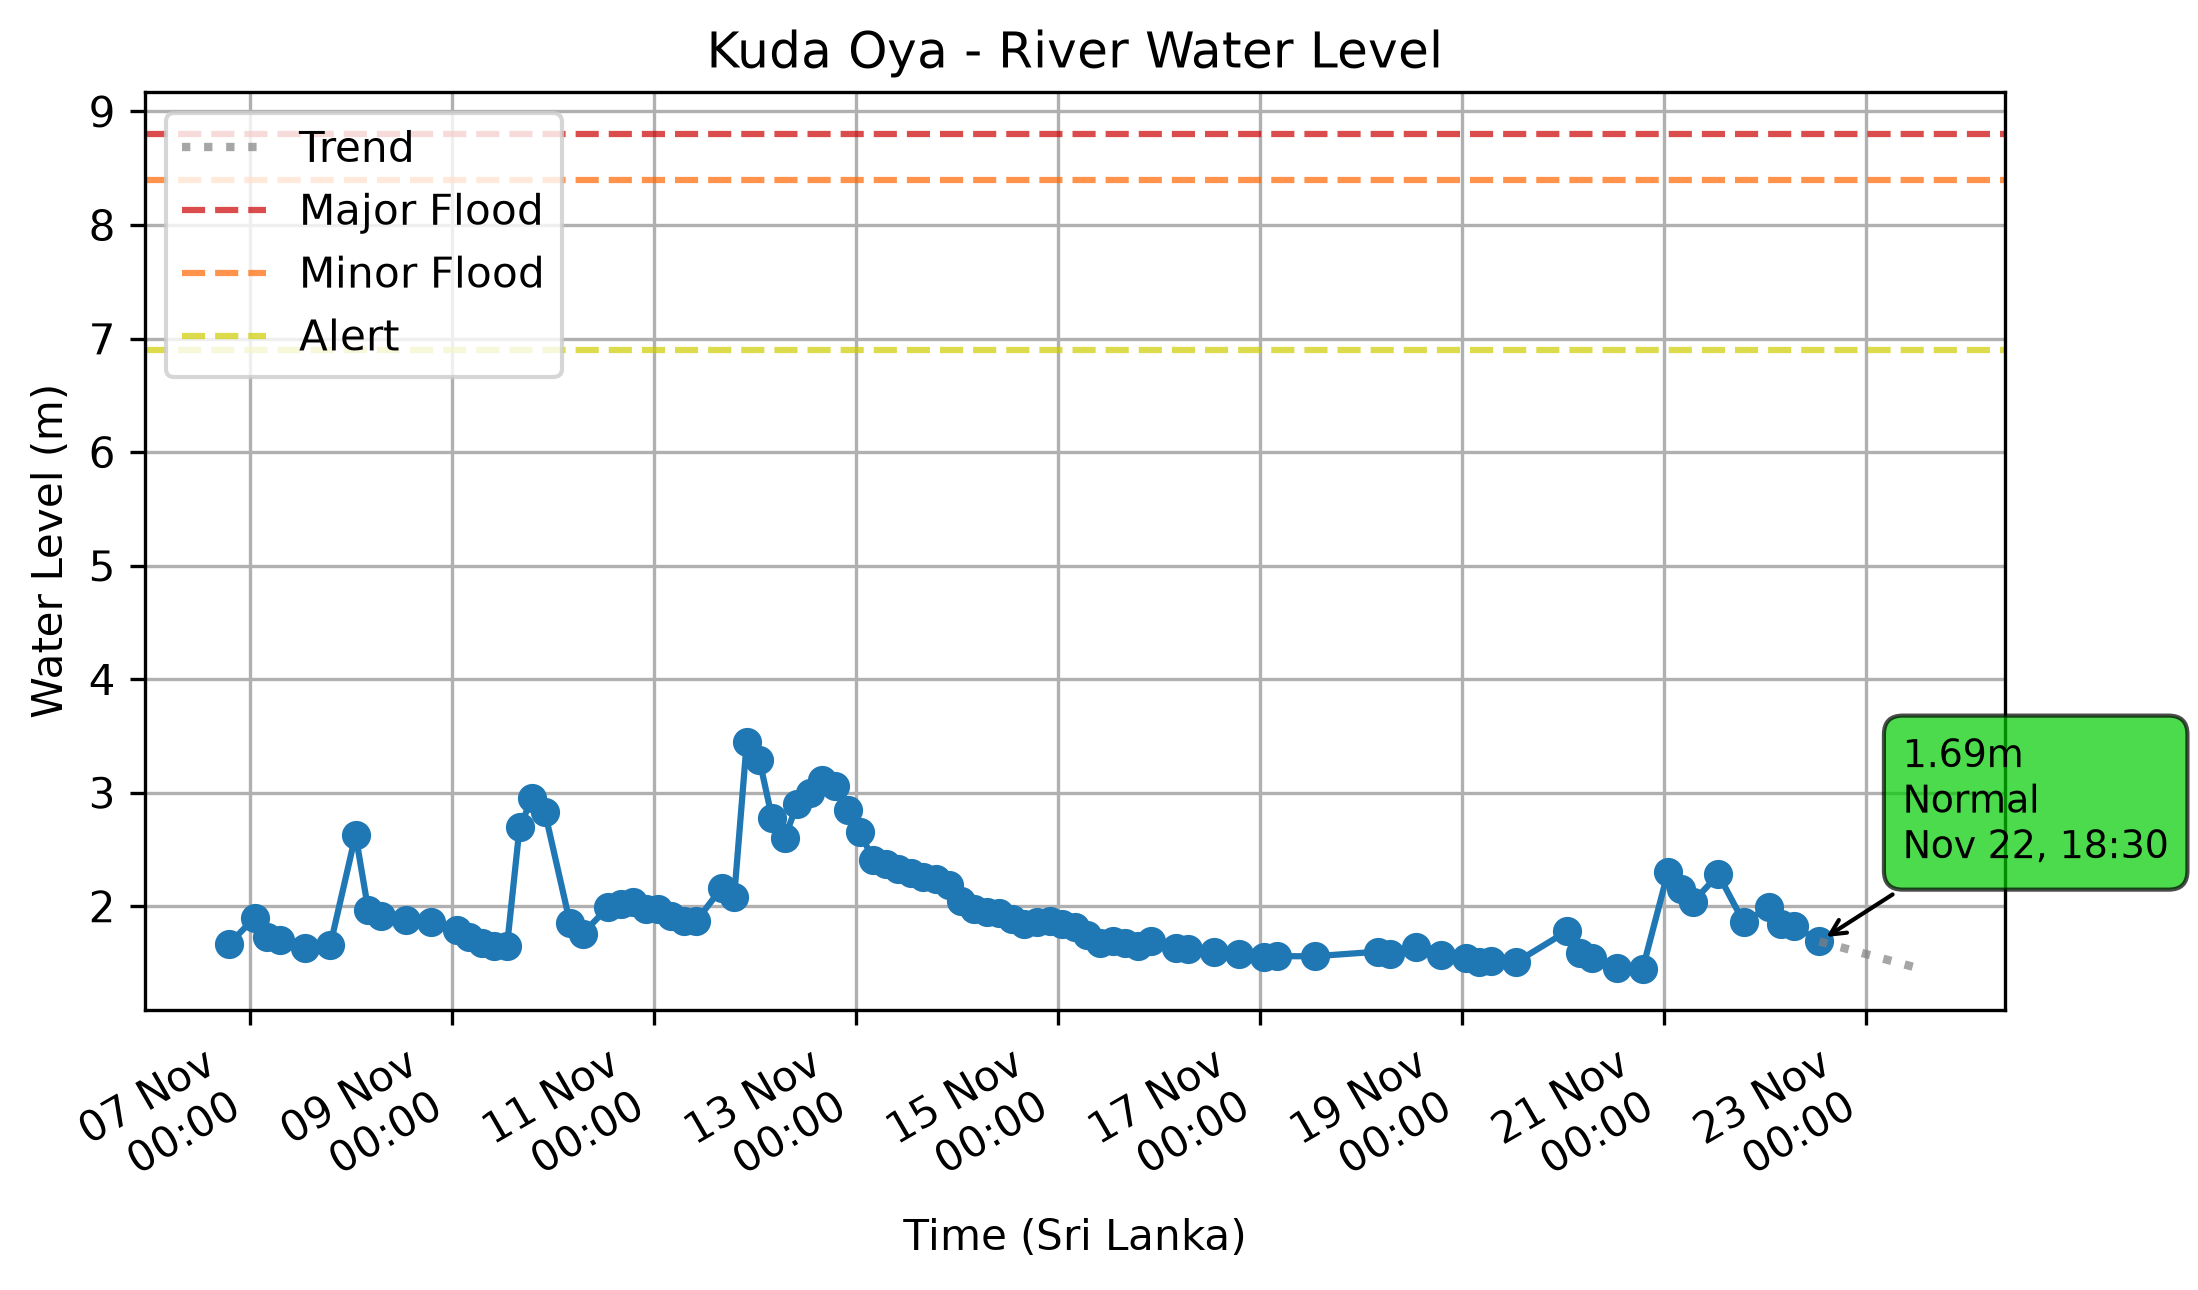 Kuda Oya - River Water Level
Trend
Major Flood
Minor Flood
Alert
9
8
7
6
5
4
3
2
Water Level (m)
1.69m
Normal
Nov 22, 18:30
07 Nov
00:00
09 Nov
00:00
11 Nov
00:00
13 Nov
00:00
15 Nov
00:00
17 Nov
00:00
19 Nov
00:00
21 Nov
00:00
23 Nov
00:00
Time (Sri Lanka)